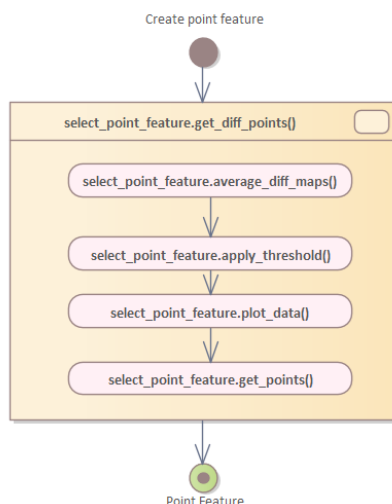 Create point feature
select_point_feature.get_diff_points()
select_point_feature.average_diff_maps()
select_point_feature.apply_threshold()
select_point_feature.plot_data()
select_point_feature.get_points()
Point Feature